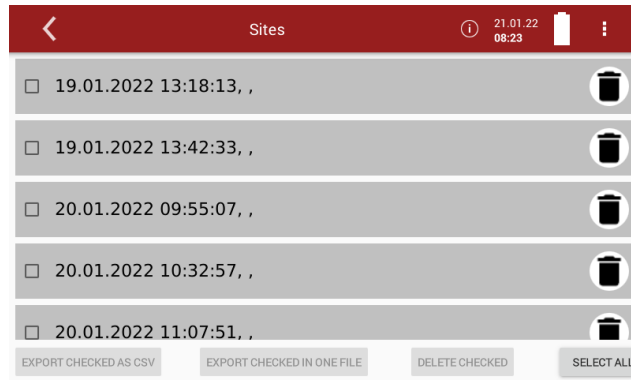 Sites
21.01.22
08:23
19.01.2022 13:18:13, ,
19.01.2022 13:42:33, ,
20.01.2022 09:55:07, ,
20.01.2022 10:32:57, ,
20.01.2022 11:07:51, ,
EXPORT CHECKED AS CSV EXPORT CHECKED IN ONE FILE DELETE CHECKED SELECT ALL